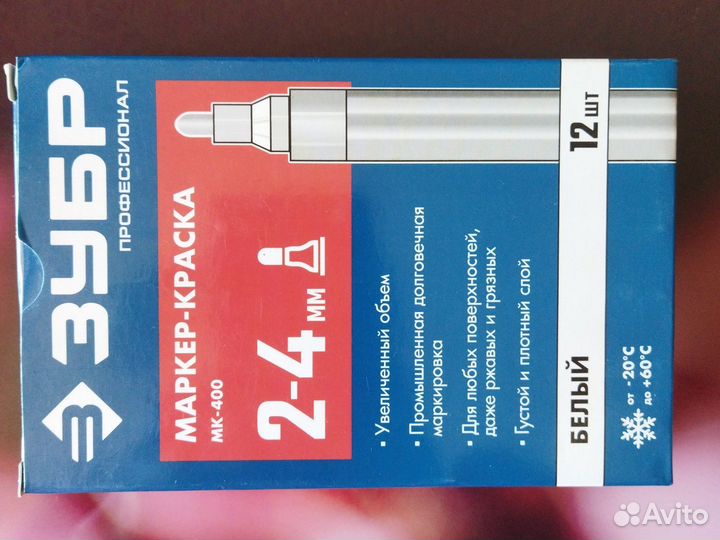 ЗУБР
ПРОФЕССИОНАЛ
МАРКЕР-КРАСКА
МК-400
2-4 мм
• Увеличенный объем
• Промышленная долговечная
маркировка
• Для любых поверхностей,
даже ржавых и грязных
• Густой и плотный слой
БЕЛЫЙ 12 шт
от -20°C
до +60°C
Avito